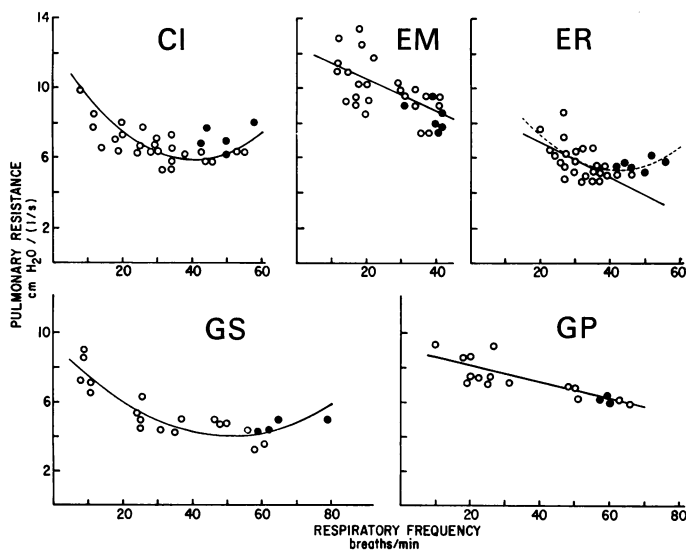 14
CI
EM
ER
10
6
2
20 40 60
20 40
20 40 60
PULMONARY RESISTANCE
cm H₂O / (l/s)
GS
GP
10
6
2
20 40 60 80
20 40 60 80
RESPIRATORY FREQUENCY
breaths/min